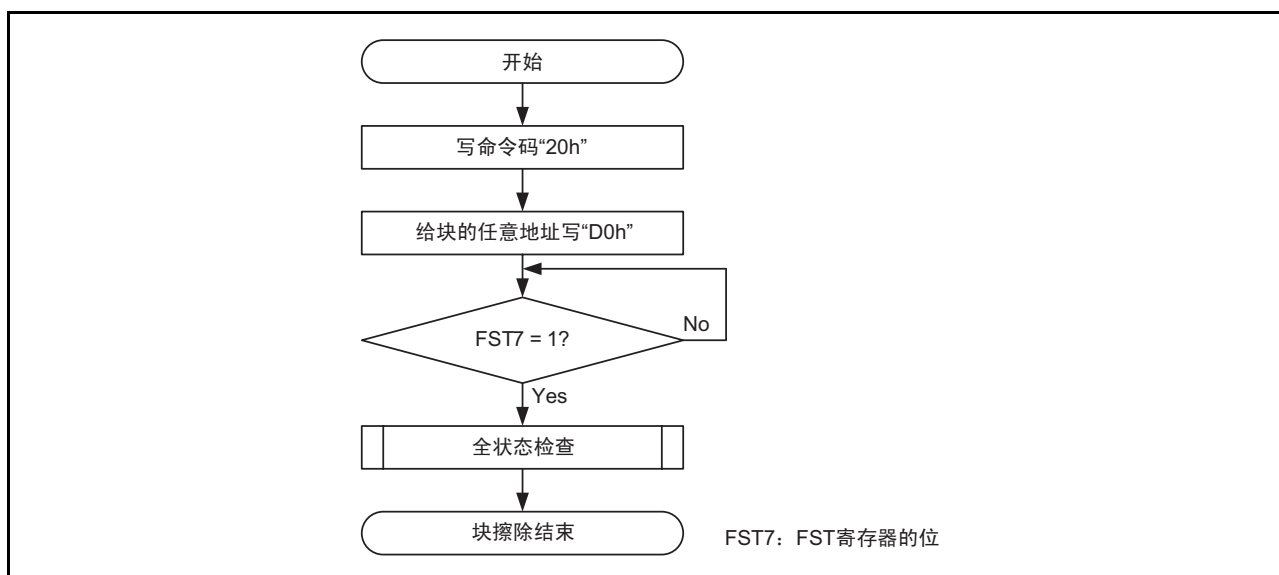 开始
写命令码“20h”
给块的任意地址写“D0h”
FST7 = 1?
No
Yes
全状态检查
块擦除结束
FST7：FST寄存器的位